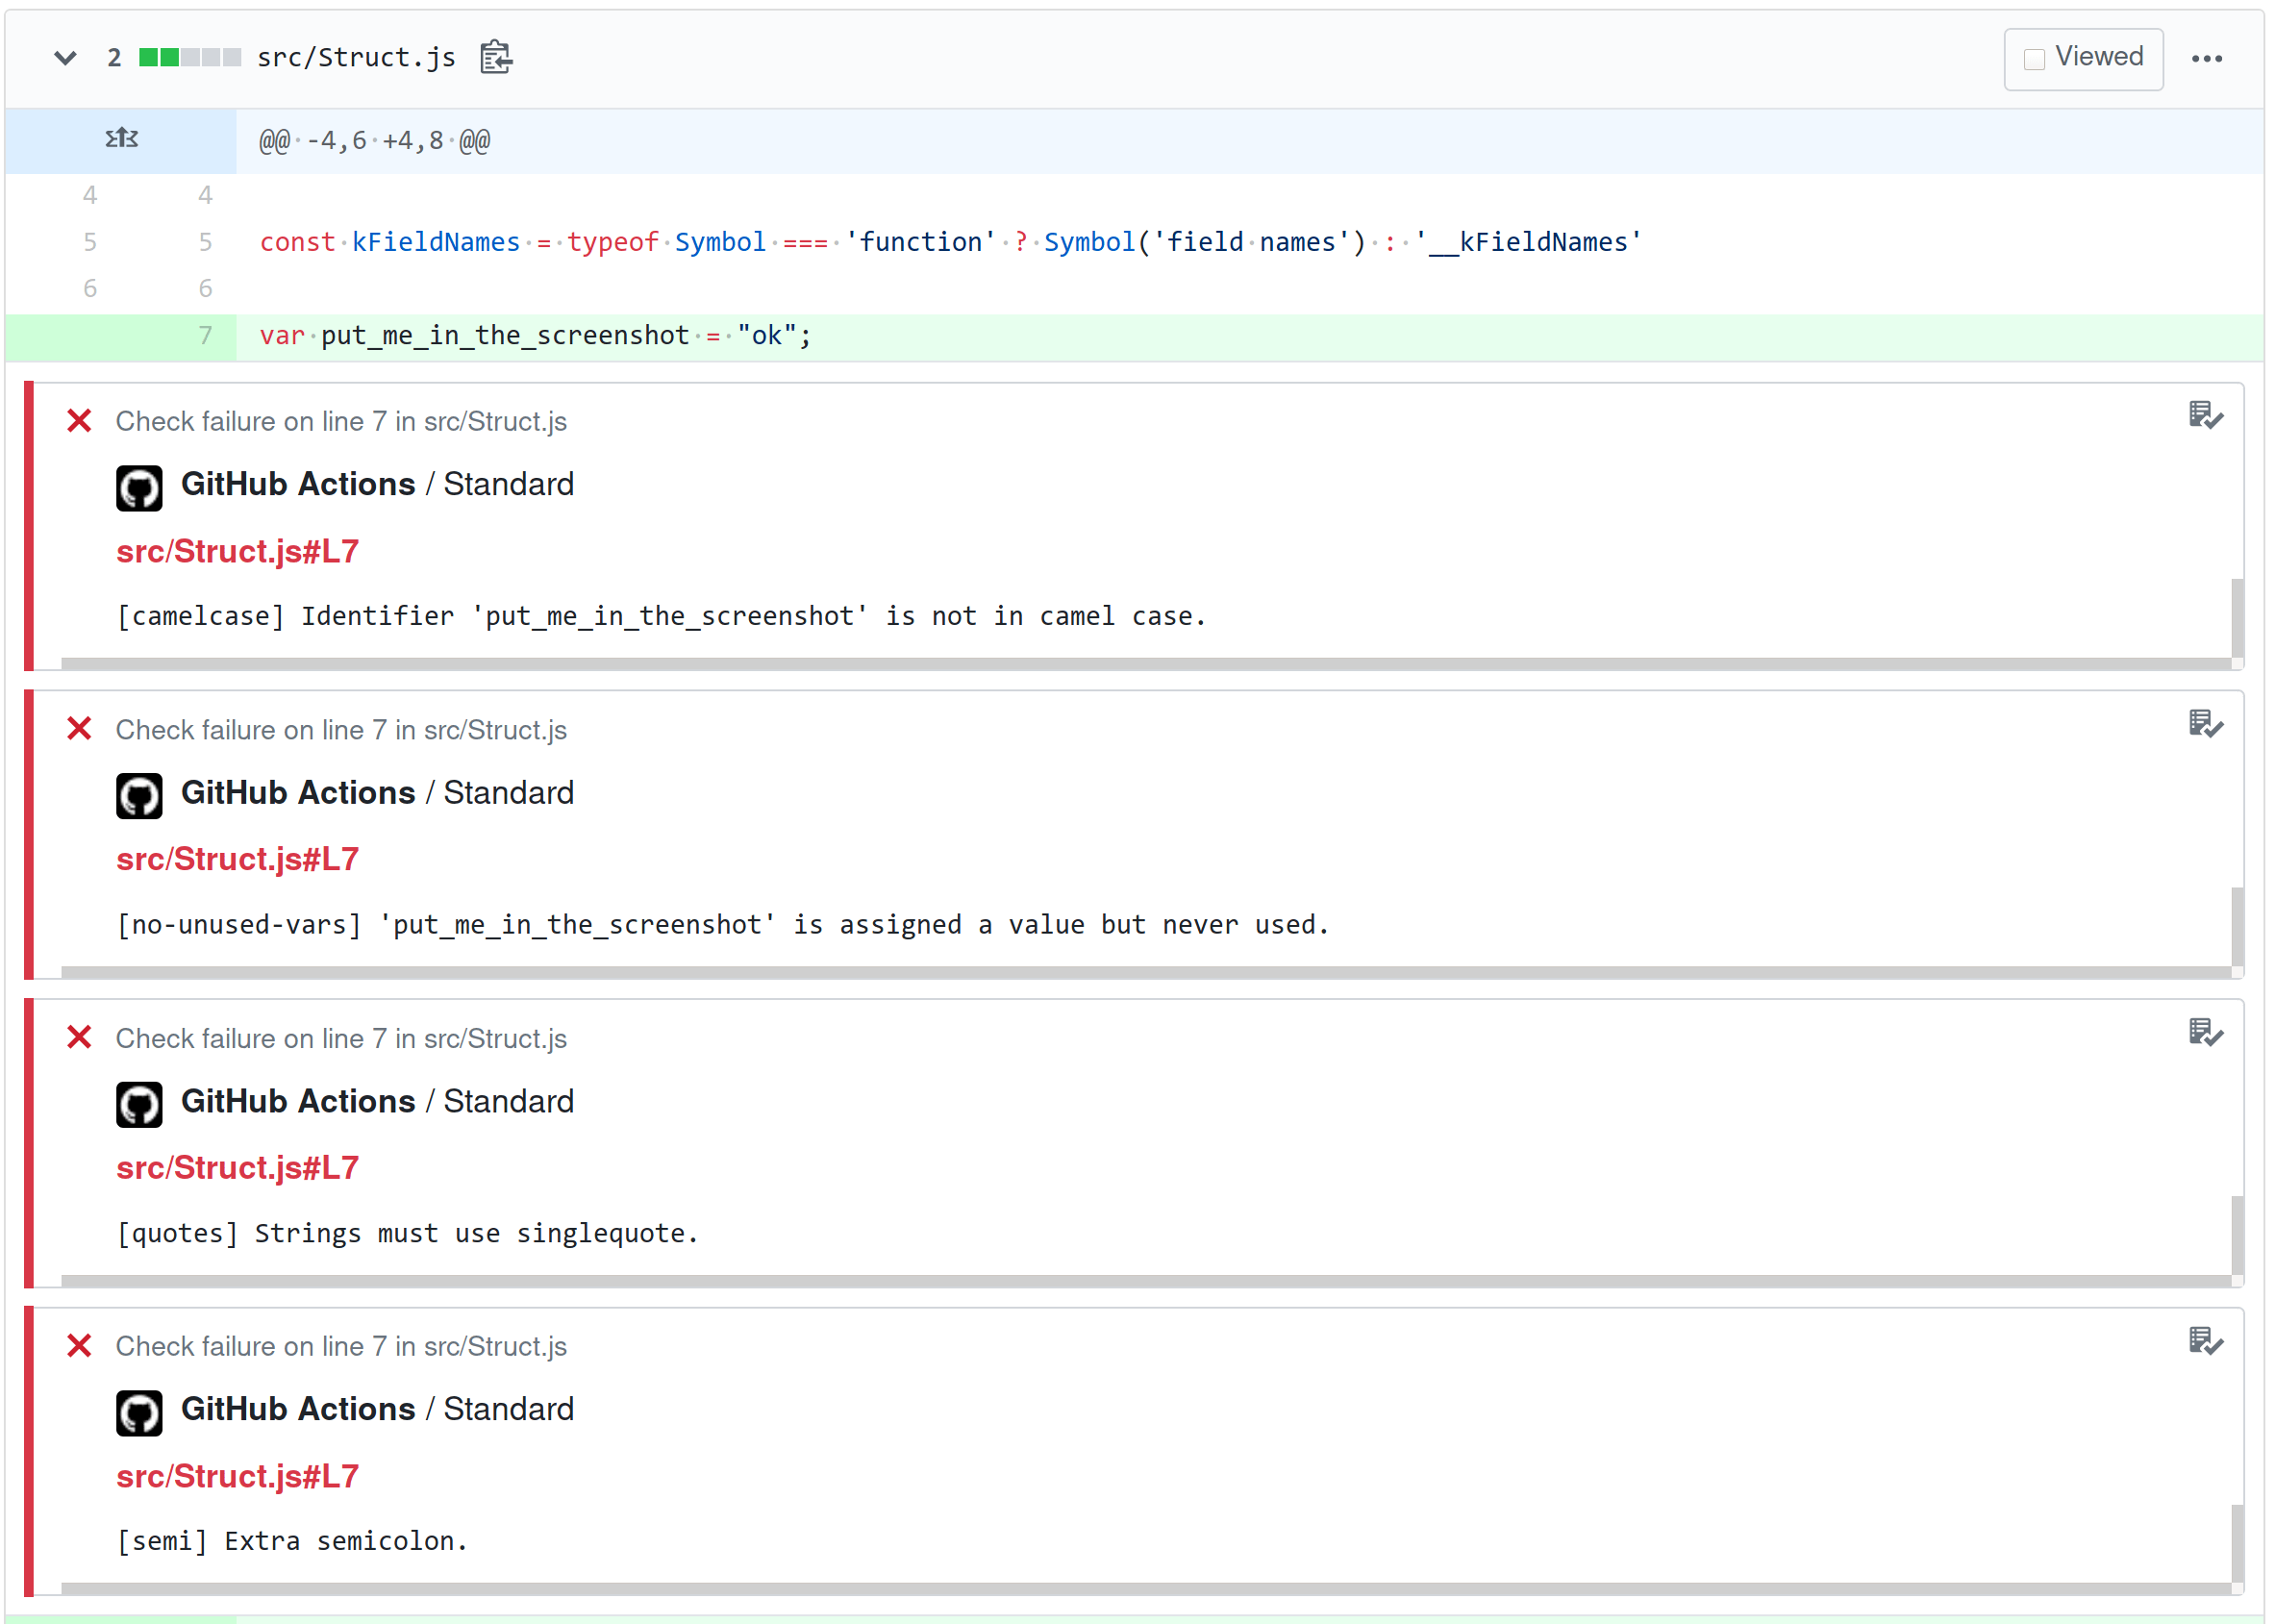 2 src/Struct.js Viewed
@@ -4,6 +4,8 @@
4 4
5 5 const kFieldNames = typeof Symbol === 'function' ? Symbol('field names') : '__kFieldNames'
6 6
7 var put_me_in_the_screenshot = "ok";
Check failure on line 7 in src/Struct.js
GitHub Actions / Standard
src/Struct.js#L7
[camelcase] Identifier 'put_me_in_the_screenshot' is not in camel case.
Check failure on line 7 in src/Struct.js
GitHub Actions / Standard
src/Struct.js#L7
[no-unused-vars] 'put_me_in_the_screenshot' is assigned a value but never used.
Check failure on line 7 in src/Struct.js
GitHub Actions / Standard
src/Struct.js#L7
[quotes] Strings must use singlequote.
Check failure on line 7 in src/Struct.js
GitHub Actions / Standard
src/Struct.js#L7
[semi] Extra semicolon.